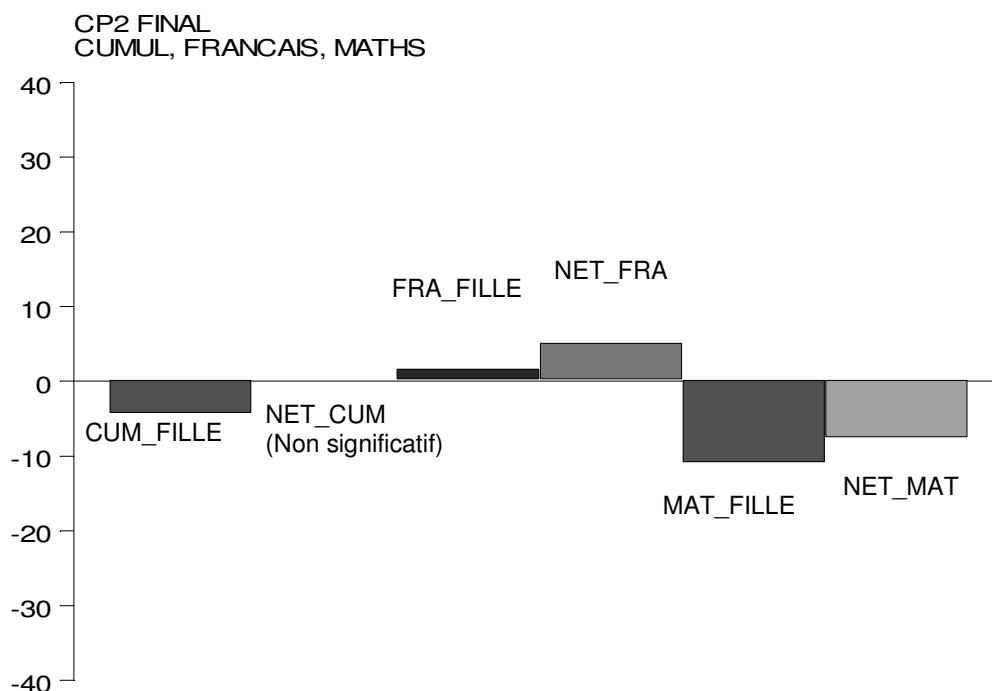 CP2 FINAL
CUMUL, FRANCAIS, MATHS
40
30
20
10
0
-10
-20
-30
-40
CUM_FILLE
NET_CUM
(Non significatif)
FRA_FILLE
NET_FRA
MAT_FILLE
NET_MAT